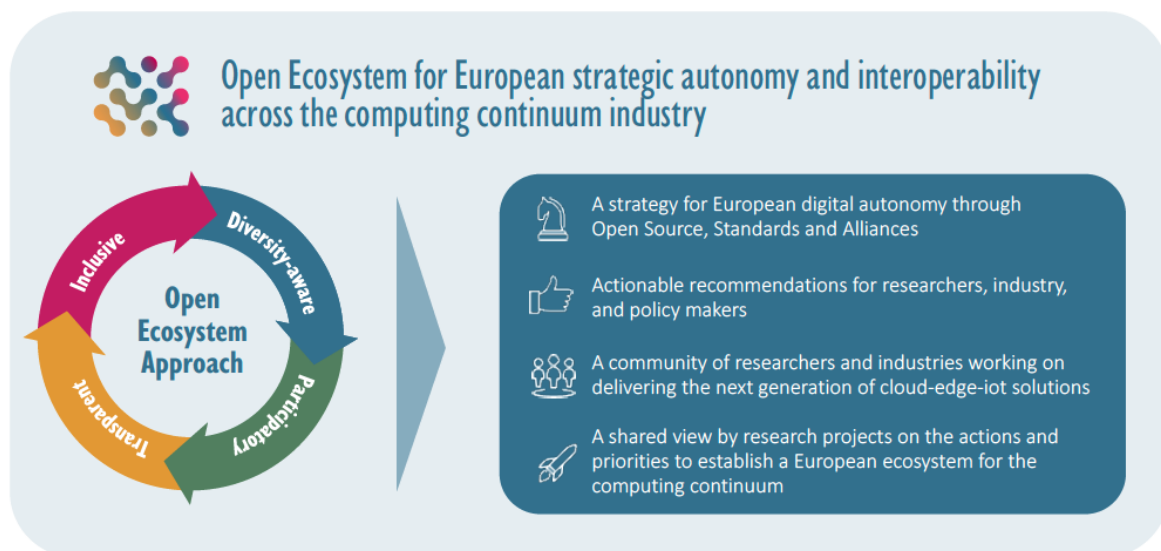 Open Ecosystem for European strategic autonomy and interoperability
across the computing continuum industry
Inclusive
Diversity-aware
Participatory
Transparent
Open
Ecosystem
Approach
A strategy for European digital autonomy through
Open Source, Standards and Alliances
Actionable recommendations for researchers, industry,
and policy makers
A community of researchers and industries working on
delivering the next generation of cloud-edge-iot solutions
A shared view by research projects on the actions and
priorities to establish a European ecosystem for the
computing continuum